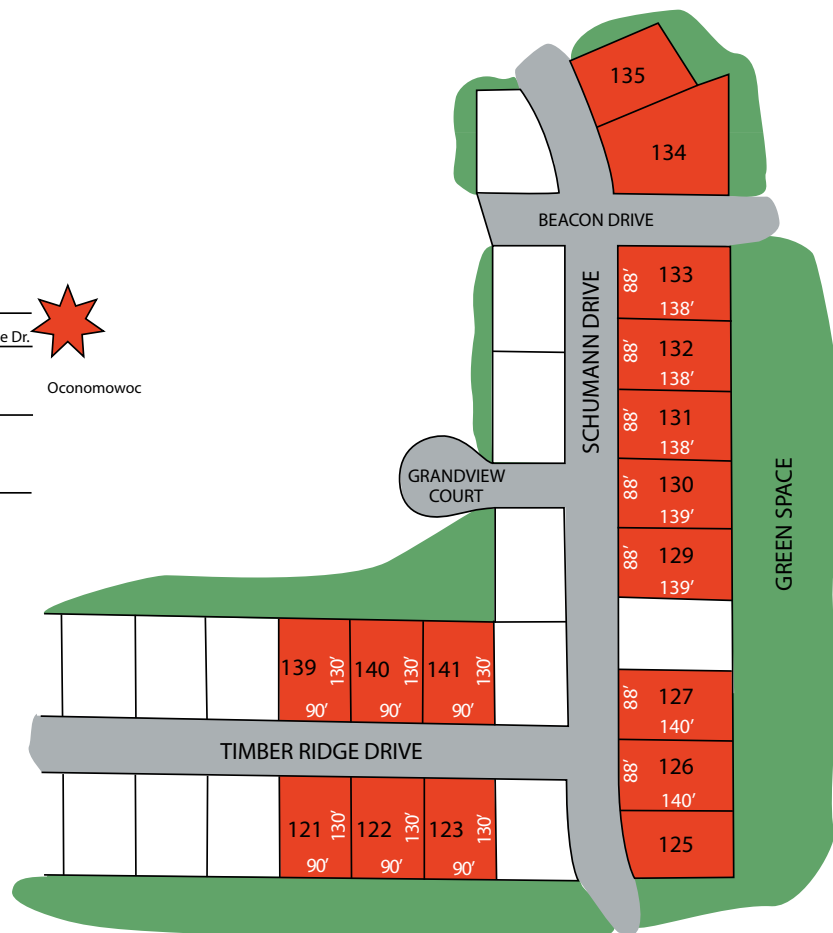 135
134
BEACON DRIVE
88’ 133
138’
e Dr.
Oconomowoc
SCHUMANN DRIVE
88’ 132
138’
88’ 131
138’
GRANDVIEW
COURT
88’ 130
139’
GREEN SPACE
88’ 129
139’
139 130’ 140 130’ 141 130’
90’ 90’ 90’
88’ 127
140’
TIMBER RIDGE DRIVE
88’ 126
140’
121 130’ 122 130’ 123 130’
90’ 90’ 90’
125